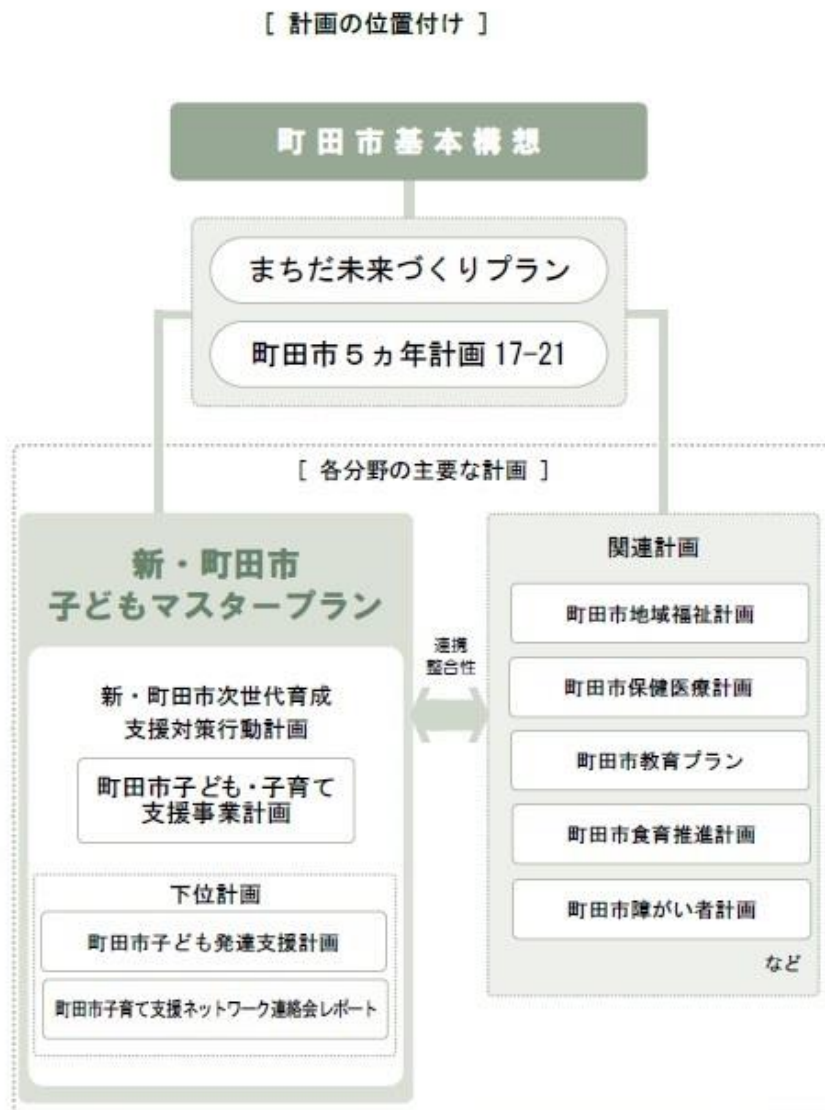 ［ 計画の位置付け ］
町田市基本構想
まちだ未来づくりプラン
町田市５ヵ年計画 17-21
［ 各分野の主要な計画 ］
新・町田市
子どもマスタープラン
新・町田市次世代育成
支援対策行動計画
町田市子ども・子育て
支援事業計画
下位計画
町田市子ども発達支援計画
町田市子育て支援ネットワーク連絡会レポート
連携
整合性
関連計画
町田市地域福祉計画
町田市保健医療計画
町田市教育プラン
町田市食育推進計画
町田市障がい者計画
など